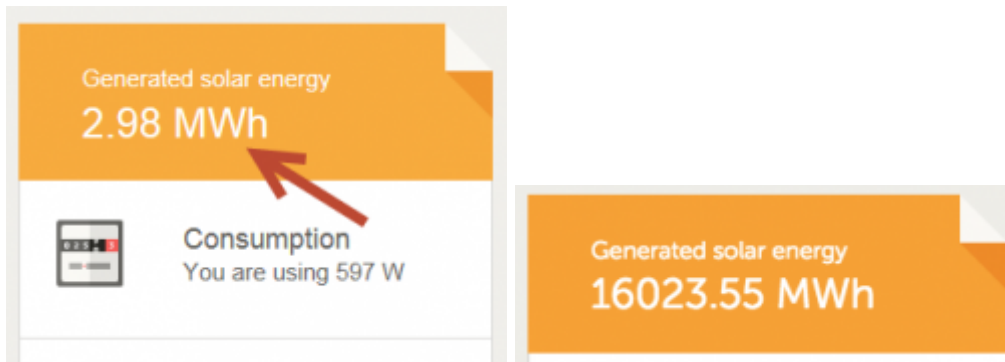 Generated solar energy
2.98 MWh
Consumption
You are using 597 W
Generated solar energy
16023.55 MWh